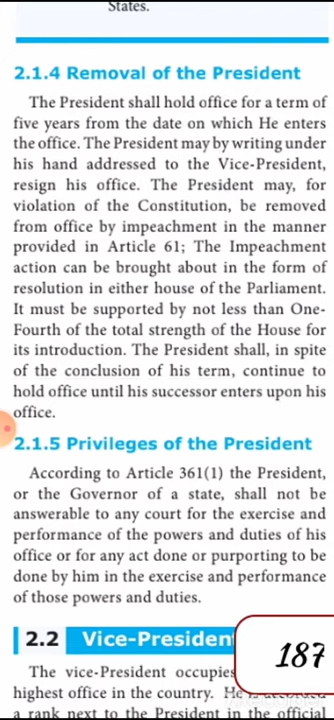 States.
2.1.4 Removal of the President
The President shall hold office for a term of
five years from the date on which He enters
the office. The President may by writing under
his hand addressed to the Vice-President,
resign his office. The President may, for
violation of the Constitution, be removed
from office by impeachment in the manner
provided in Article 61; The Impeachment
action can be brought about in the form of
resolution in either house of the Parliament.
It must be supported by not less than One-
Fourth of the total strength of the House for
its introduction. The President shall, in spite
of the conclusion of his term, continue to
hold office until his successor enters upon his
office.
2.1.5 Privileges of the President
According to Article 361(1) the President,
or the Governor of a state, shall not be
answerable to any court for the exercise and
performance of the powers and duties of his
office or for any act done or purporting to be
done by him in the exercise and performance
of those powers and duties.
2.2 Vice-President
The vice-President occupies
187
highest office in the country. He is
a rank next to the President in the official